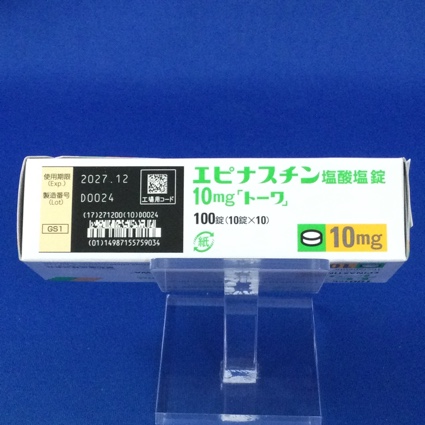 使用期限
(Exp.)
2027.12
製造番号
(Lot)
D0024
工場用コード
GS1
(17)271200(10)D0024
(01)14987155759034
エピナスチン塩酸塩錠
10mg「トーワ」
100錠(10錠×10)
紙
10mg